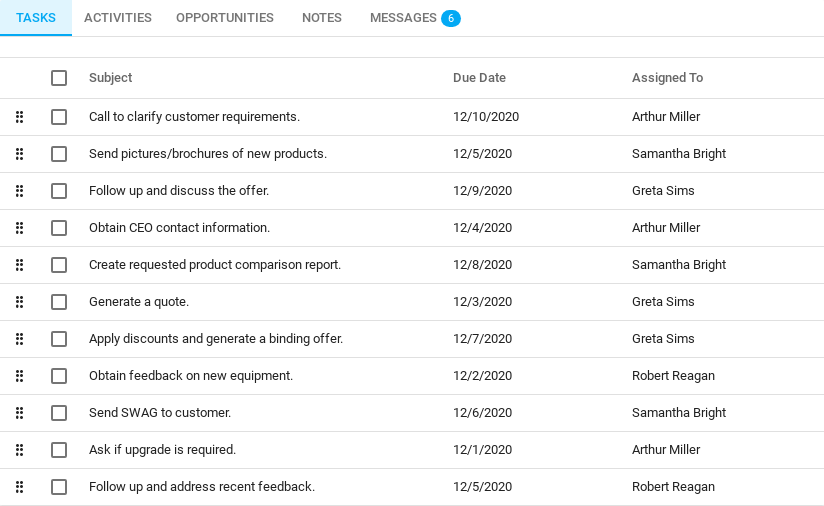 TASKS ACTIVITIES OPPORTUNITIES NOTES MESSAGES 6
Subject Due Date Assigned To
Call to clarify customer requirements. 12/10/2020 Arthur Miller
Send pictures/brochures of new products. 12/5/2020 Samantha Bright
Follow up and discuss the offer. 12/9/2020 Greta Sims
Obtain CEO contact information. 12/4/2020 Arthur Miller
Create requested product comparison report. 12/8/2020 Samantha Bright
Generate a quote. 12/3/2020 Greta Sims
Apply discounts and generate a binding offer. 12/7/2020 Greta Sims
Obtain feedback on new equipment. 12/2/2020 Robert Reagan
Send SWAG to customer. 12/6/2020 Samantha Bright
Ask if upgrade is required. 12/1/2020 Arthur Miller
Follow up and address recent feedback. 12/5/2020 Robert Reagan